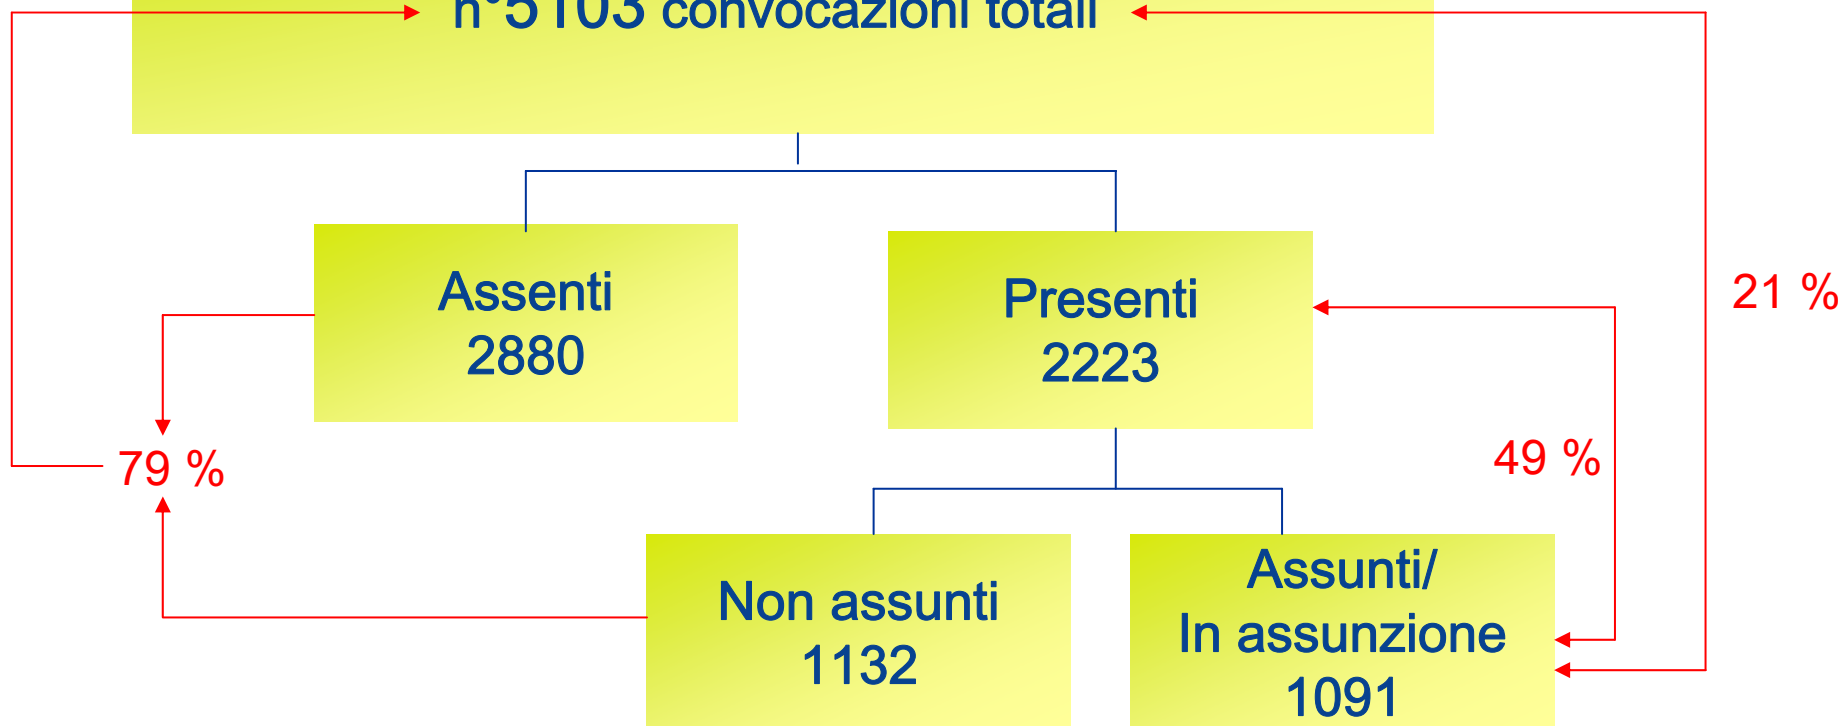 n°5103 convocazioni totali
Assenti
2880
Presenti
2223
21 %
79 %
49 %
Non assunti
1132
Assunti/
In assunzione
1091